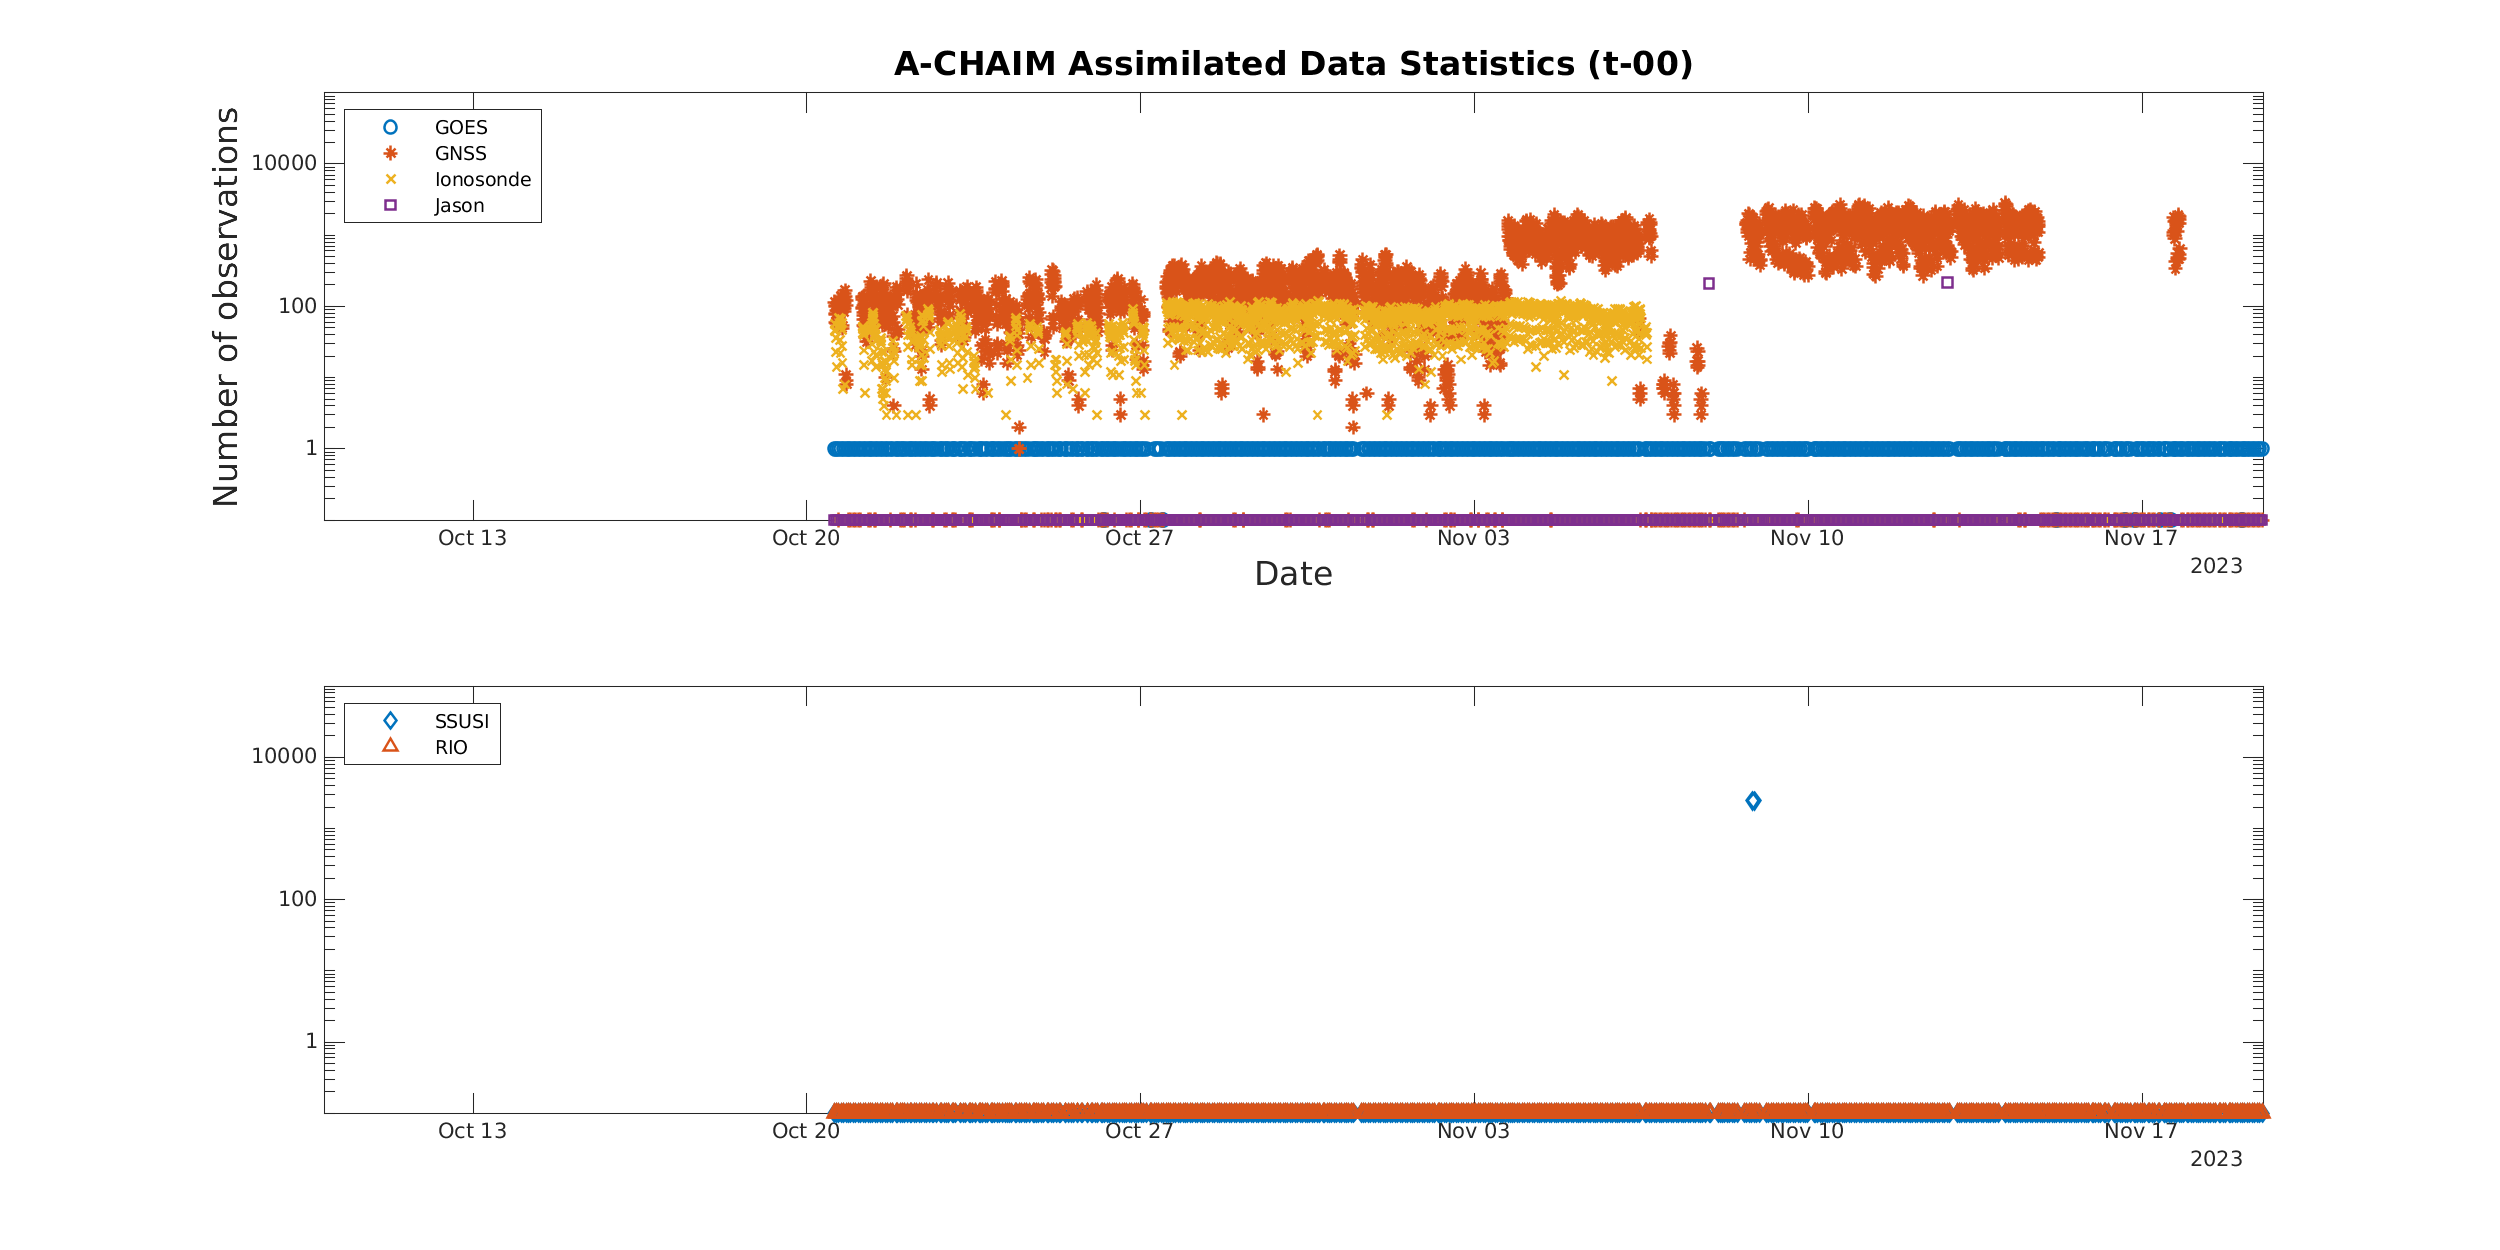 A-CHAIM Assimilated Data Statistics (t-00)
Number of observations
GOES
GNSS
Ionosonde
Jason
10000
100
1
Oct 13 Oct 20 Oct 27 Nov 03 Nov 10 Nov 17
2023
Date
SSUSI
RIO
10000
100
1
Oct 13 Oct 20 Oct 27 Nov 03 Nov 10 Nov 17
2023